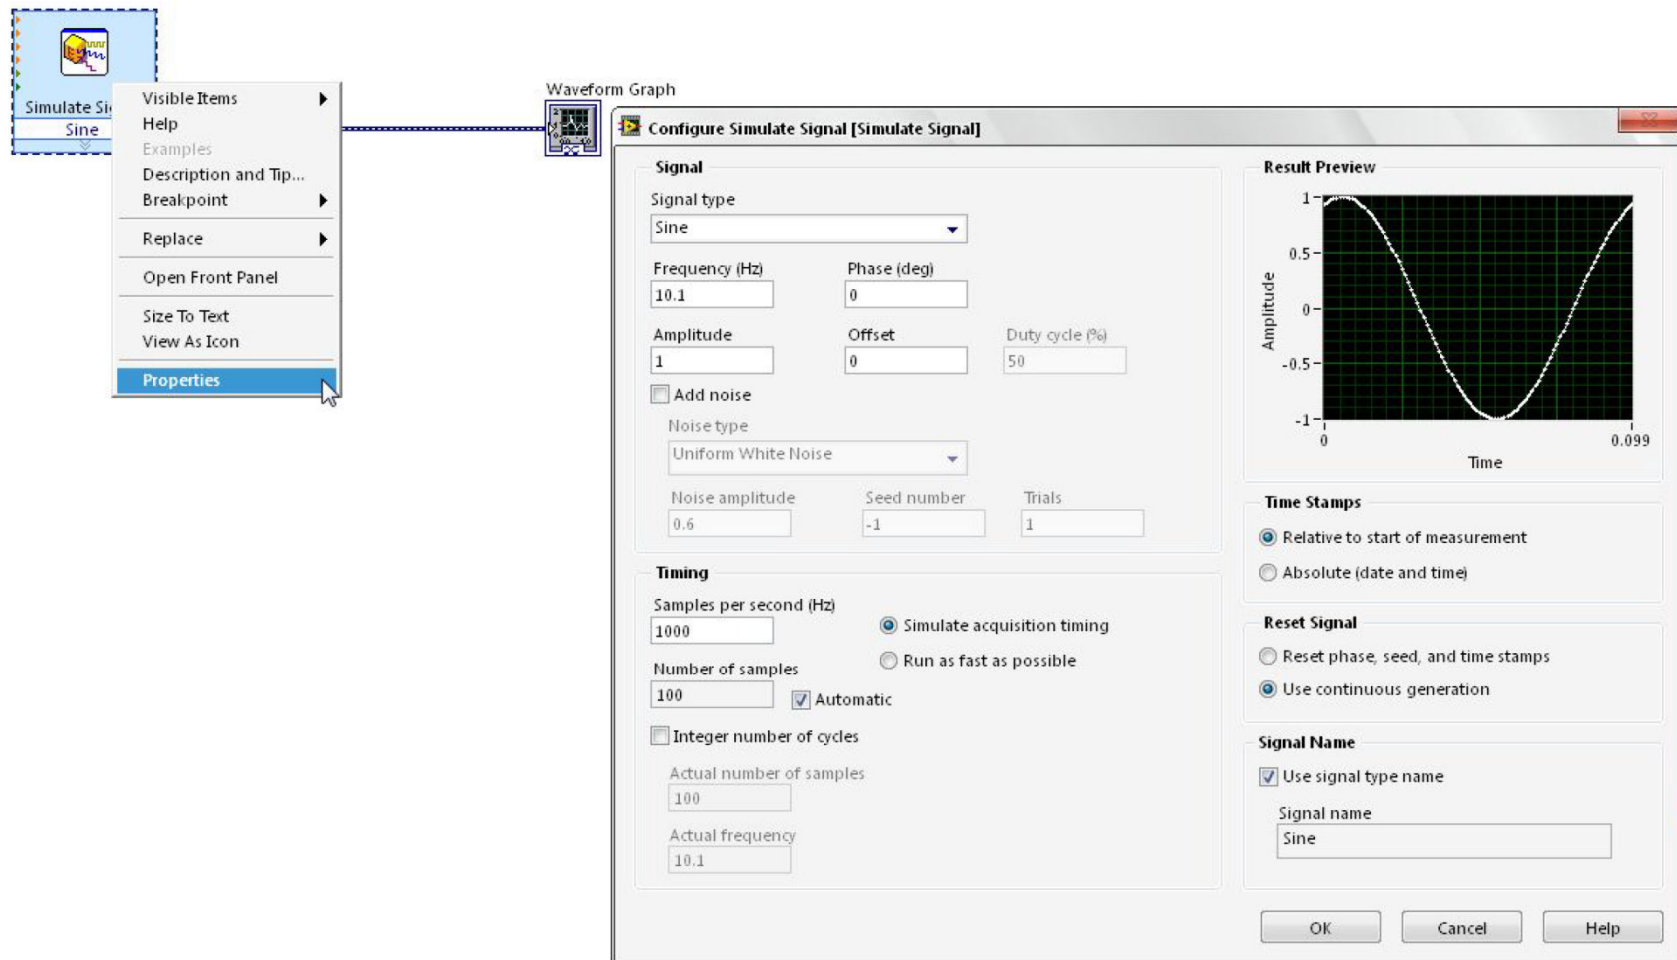 Simulate Si
Sine
Visible Items
Help
Examples
Description and Tip...
Breakpoint
Replace
Open Front Panel
Size To Text
View As Icon
Properties
Waveform Graph
Configure Simulate Signal [Simulate Signal]
Signal
Signal type
Sine
Frequency (Hz) Phase (deg)
10.1 0
Amplitude Offset Duty cycle (%)
1 0 50
Add noise
Noise type
Uniform White Noise
Noise amplitude Seed number Trials
0.6 -1 1
Timing
Samples per second (Hz)
1000
Simulate acquisition timing
Run as fast as possible
Number of samples
100 Automatic
Integer number of cycles
Actual number of samples
100
Actual frequency
10.1
Result Preview
Amplitude
1
0.5
0
-0.5
-1
0 0.099
Time
Time Stamps
Relative to start of measurement
Absolute (date and time)
Reset Signal
Reset phase, seed, and time stamps
Use continuous generation
Signal Name
Use signal type name
Signal name
Sine
OK Cancel Help